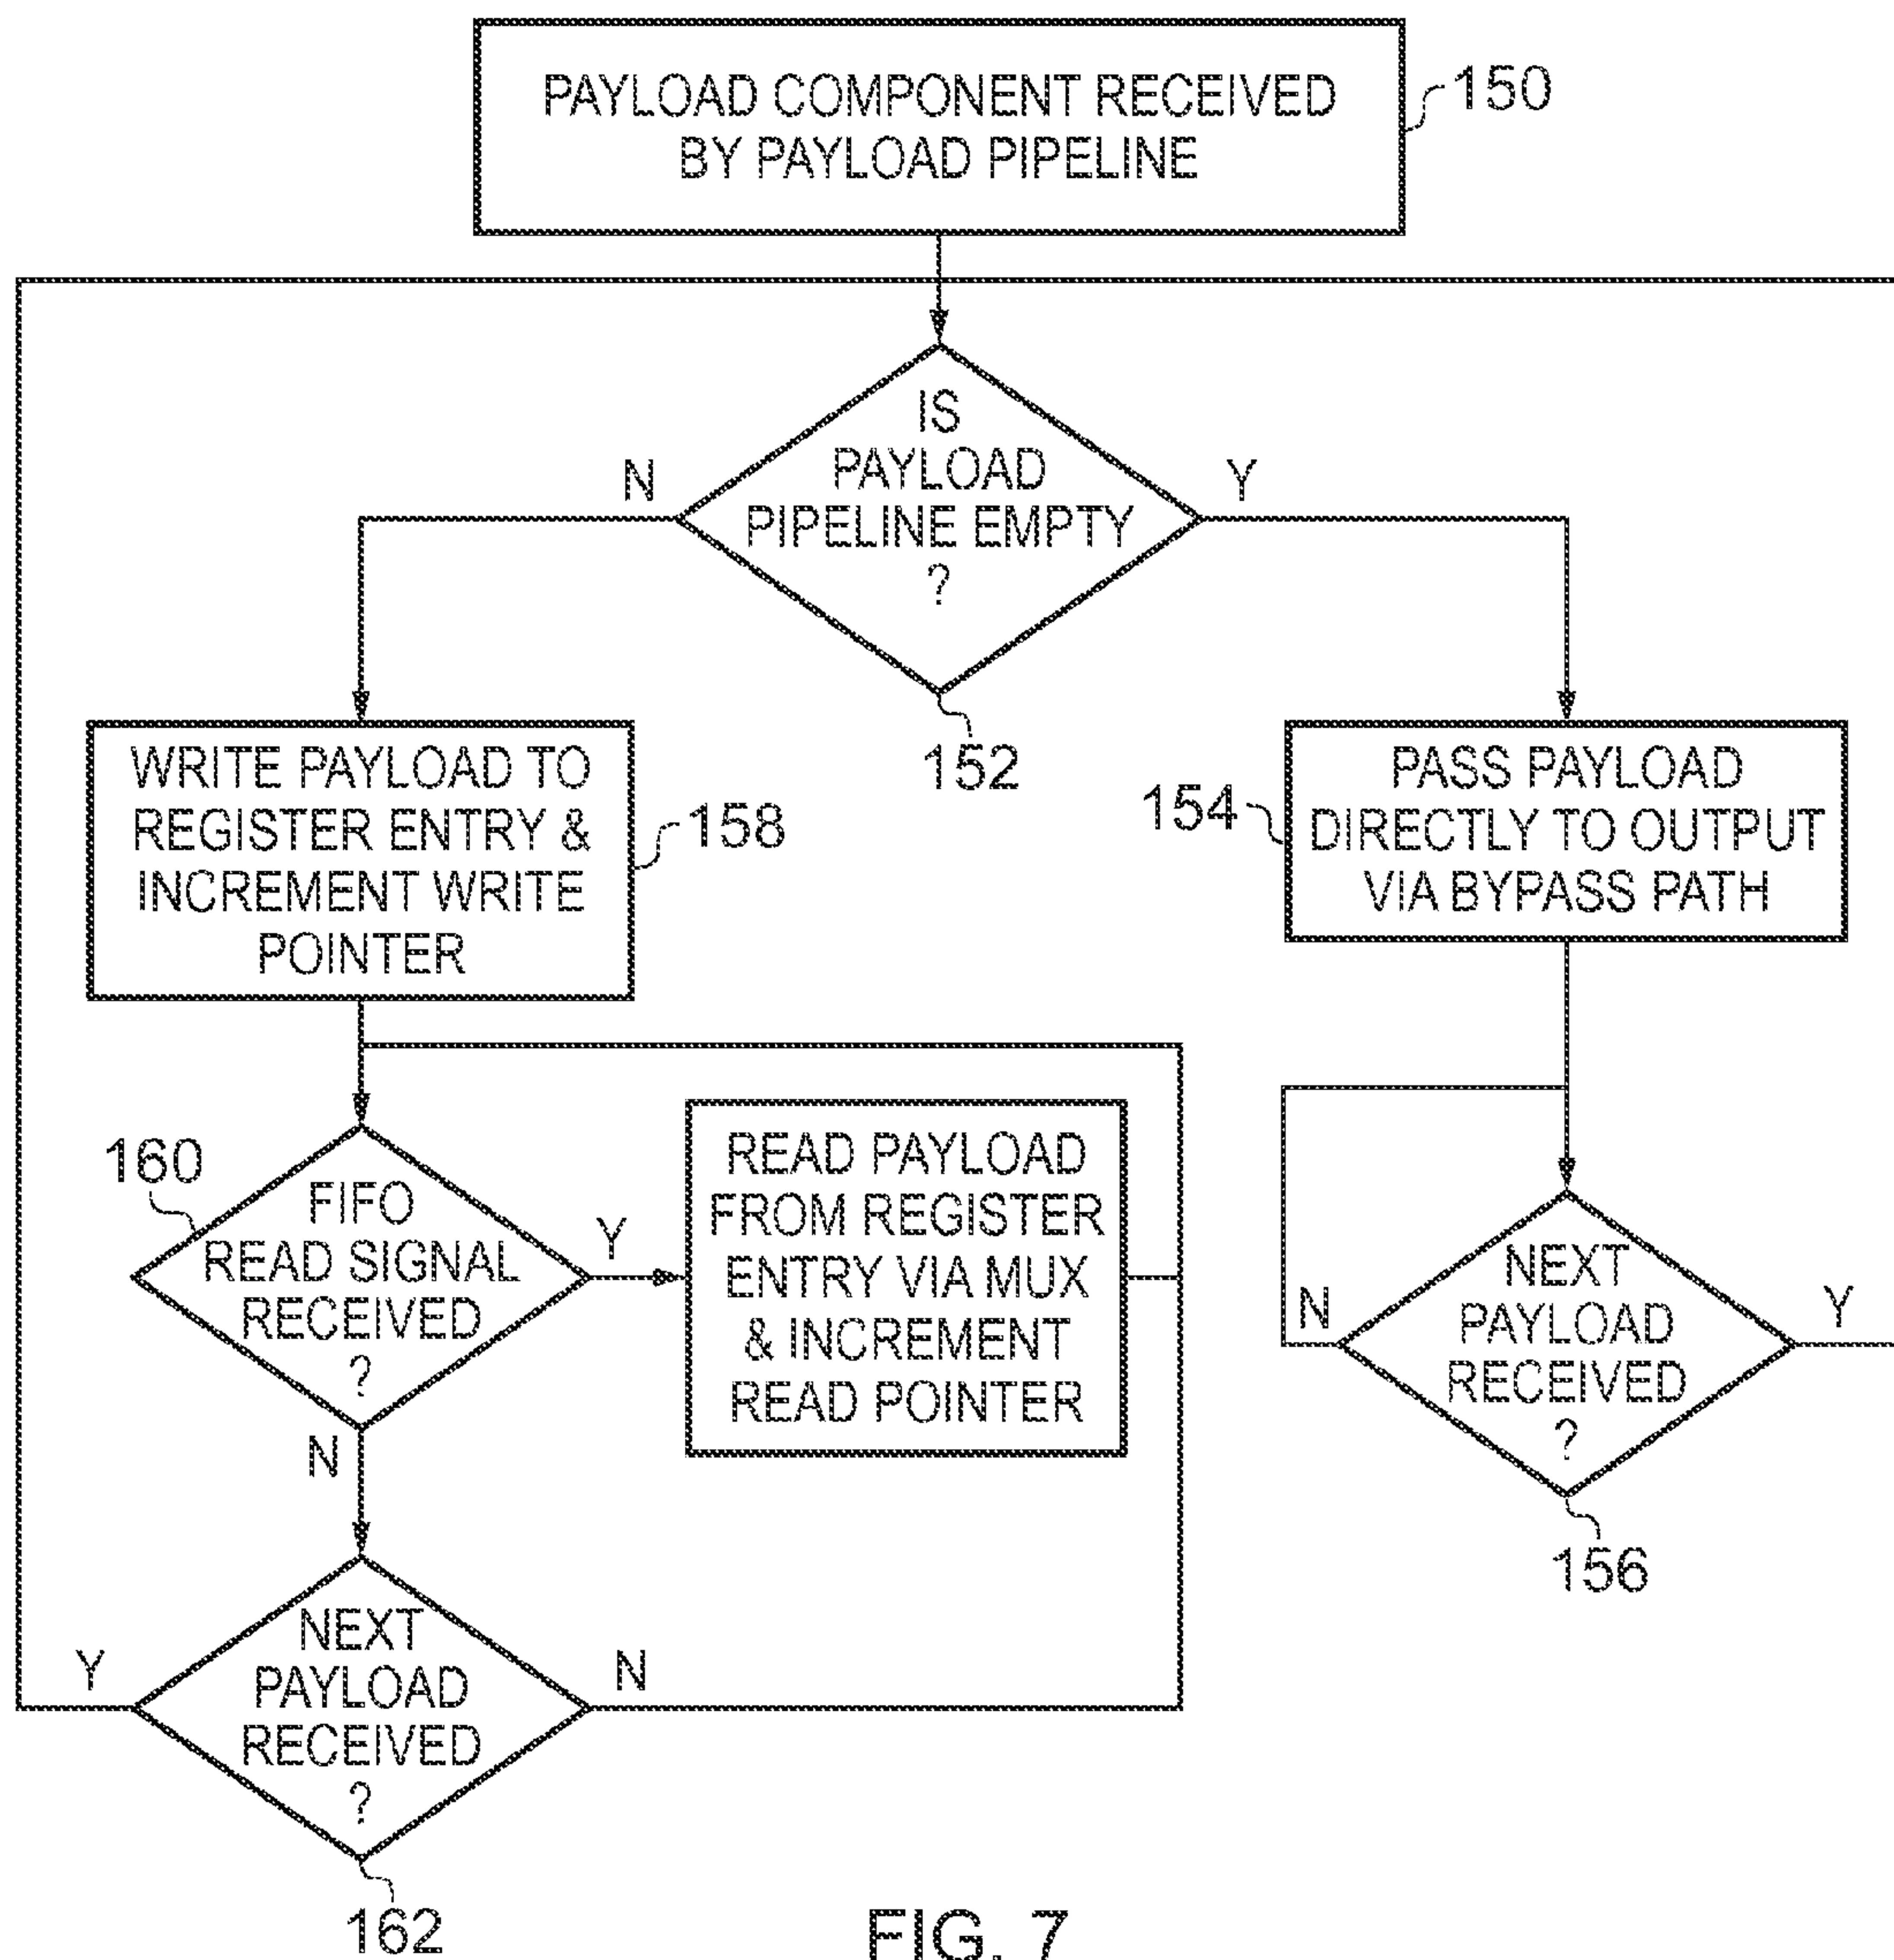 PAYLOAD COMPONENT RECEIVED
BY PAYLOAD PIPELINE
150
IS
PAYLOAD
PIPELINE EMPTY
?
N
Y
152
WRITE PAYLOAD TO
REGISTER ENTRY &
INCREMENT WRITE
POINTER
158
154
PASS PAYLOAD
DIRECTLY TO OUTPUT
VIA BYPASS PATH
160
FIFO
READ SIGNAL
RECEIVED
?
Y
N
READ PAYLOAD
FROM REGISTER
ENTRY VIA MUX
& INCREMENT
READ POINTER
NEXT
PAYLOAD
RECEIVED
?
N
Y
156
NEXT
PAYLOAD
RECEIVED
?
Y
N
162
FIG. 7